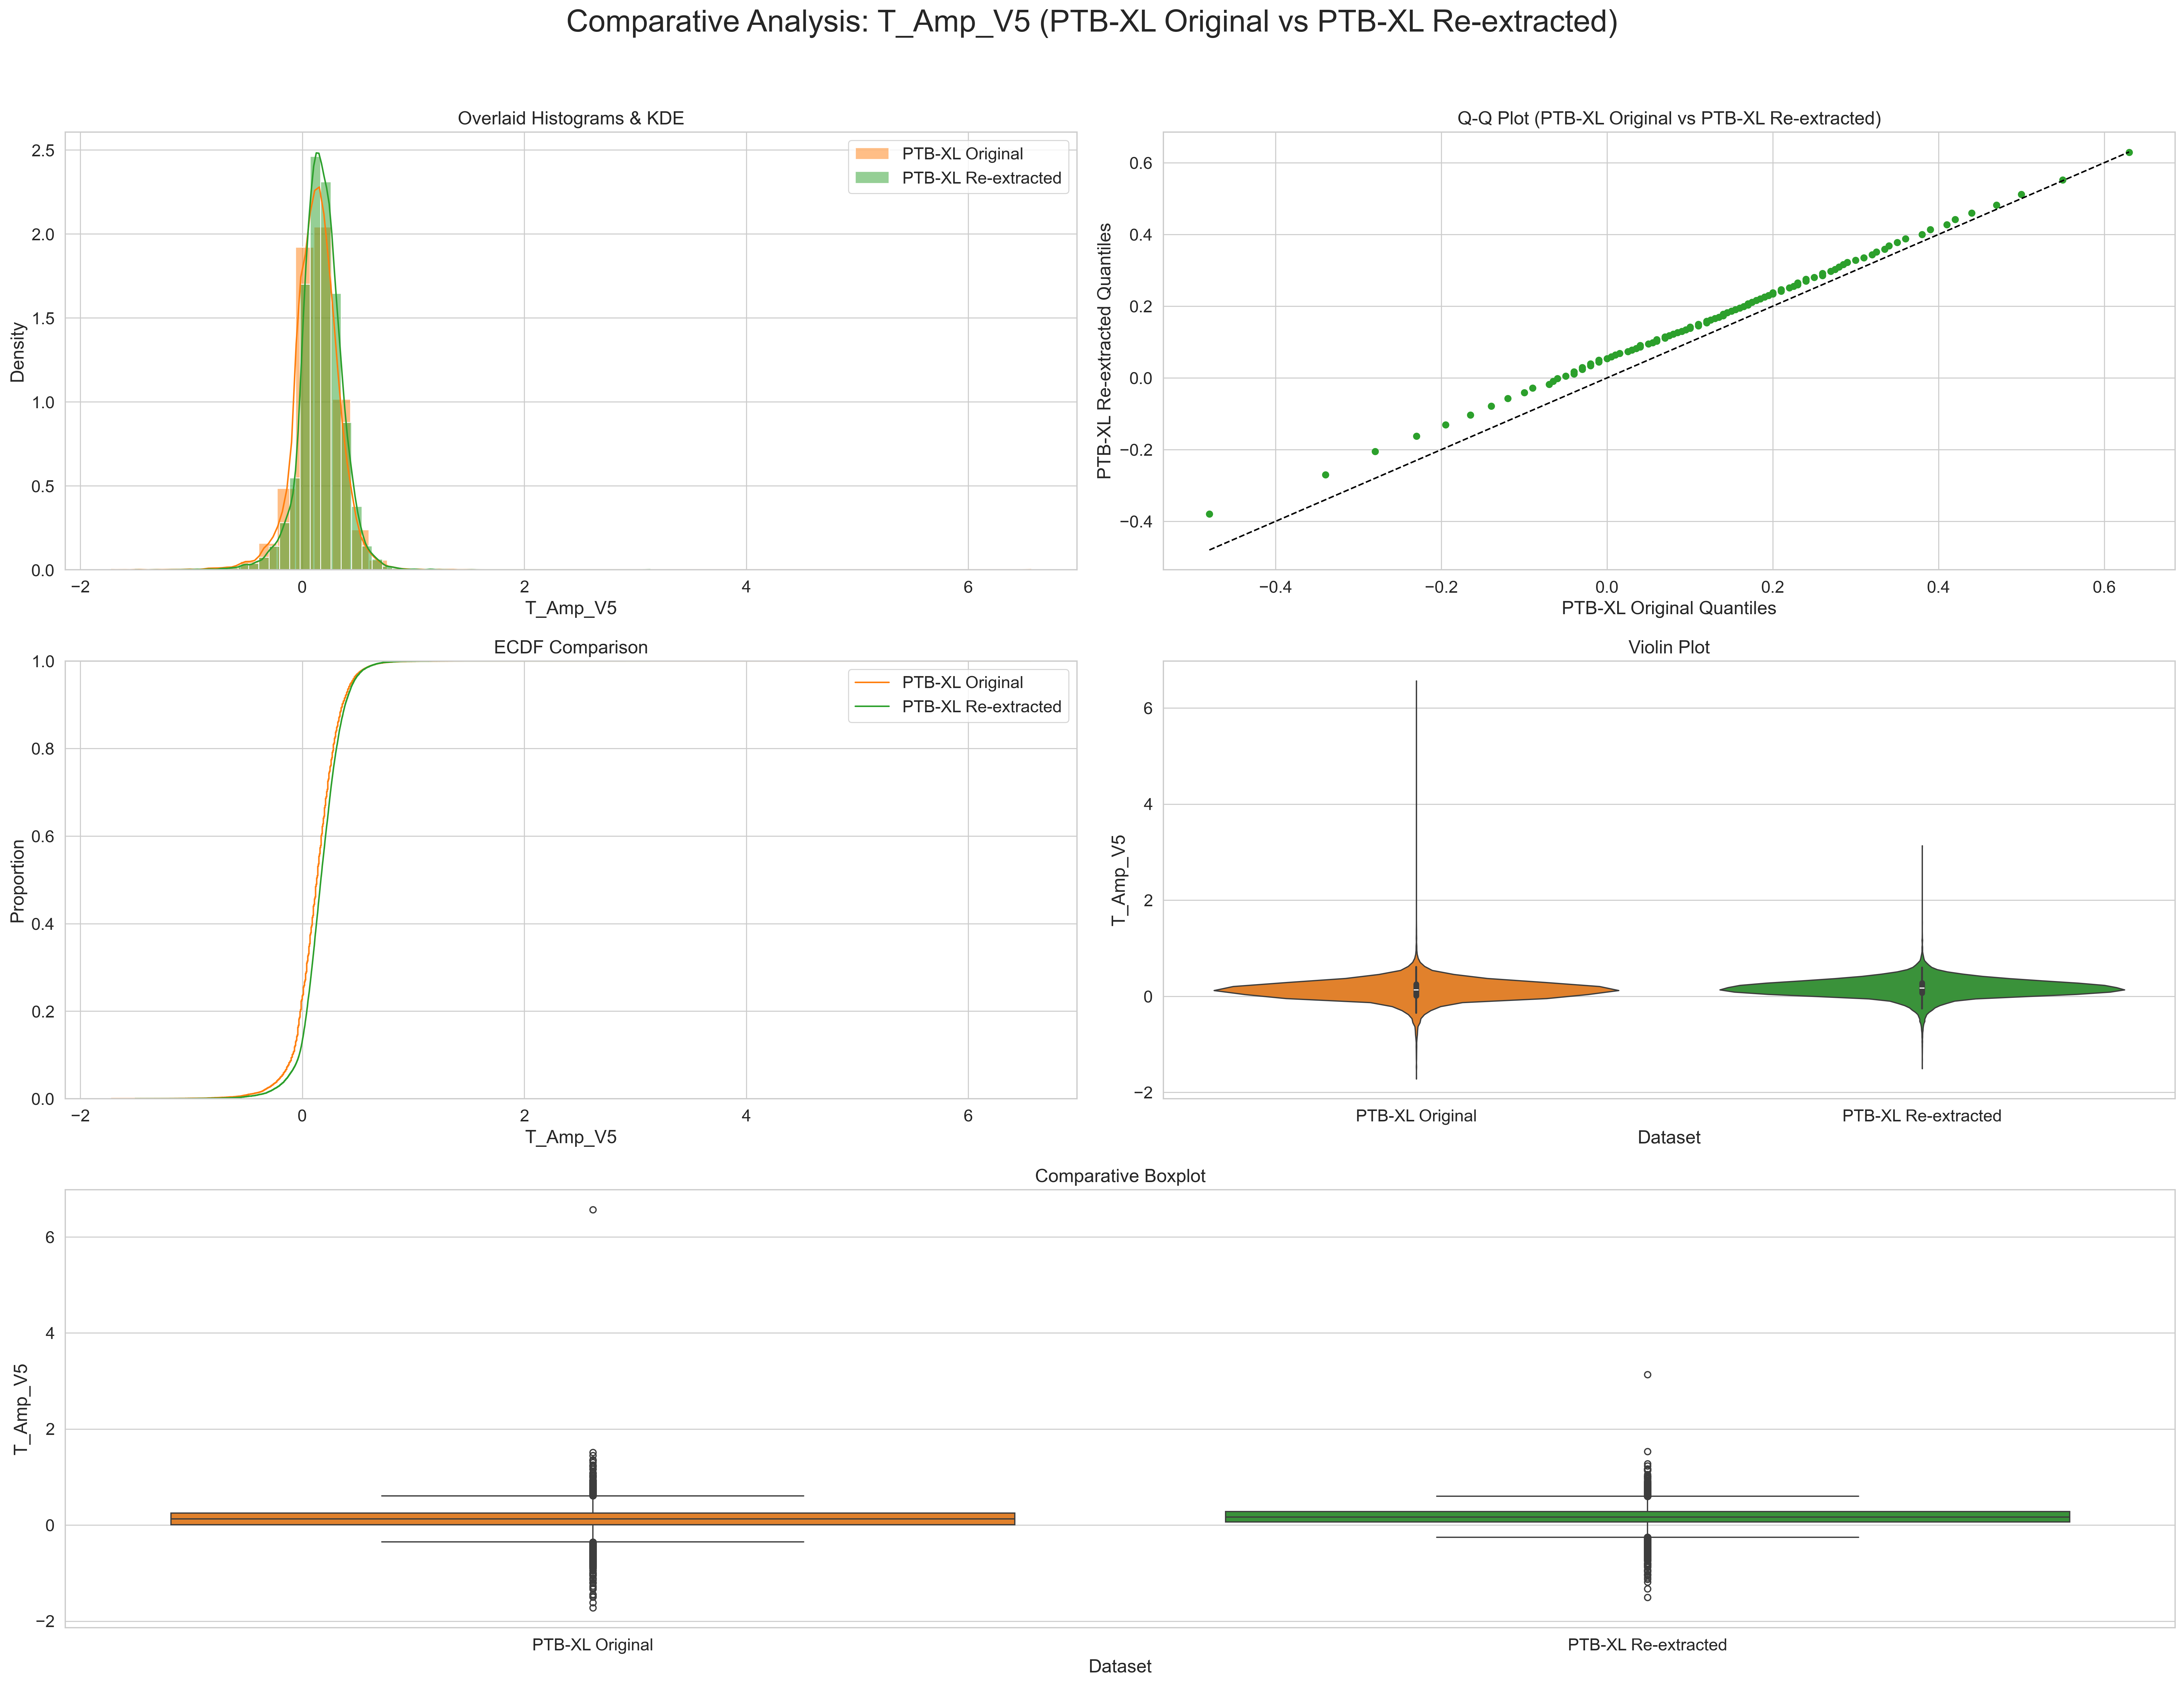 Comparative Analysis: T_Amp_V5 (PTB-XL Original vs PTB-XL Re-extracted)
Overlaid Histograms & KDE
2.5
2.0
1.5
1.0
0.5
0.0
Density
−2 0 2 4 6
T_Amp_V5
PTB-XL Original
PTB-XL Re-extracted
Q-Q Plot (PTB-XL Original vs PTB-XL Re-extracted)
0.6
0.4
0.2
0.0
−0.2
−0.4
PTB-XL Re-extracted Quantiles
−0.4 −0.2 0.0 0.2 0.4 0.6
PTB-XL Original Quantiles
ECDF Comparison
1.0
0.8
0.6
0.4
0.2
0.0
Proportion
−2 0 2 4 6
T_Amp_V5
PTB-XL Original
PTB-XL Re-extracted
Violin Plot
6
4
2
0
−2
T_Amp_V5
PTB-XL Original PTB-XL Re-extracted
Dataset
Comparative Boxplot
6
4
2
0
−2
T_Amp_V5
PTB-XL Original PTB-XL Re-extracted
Dataset